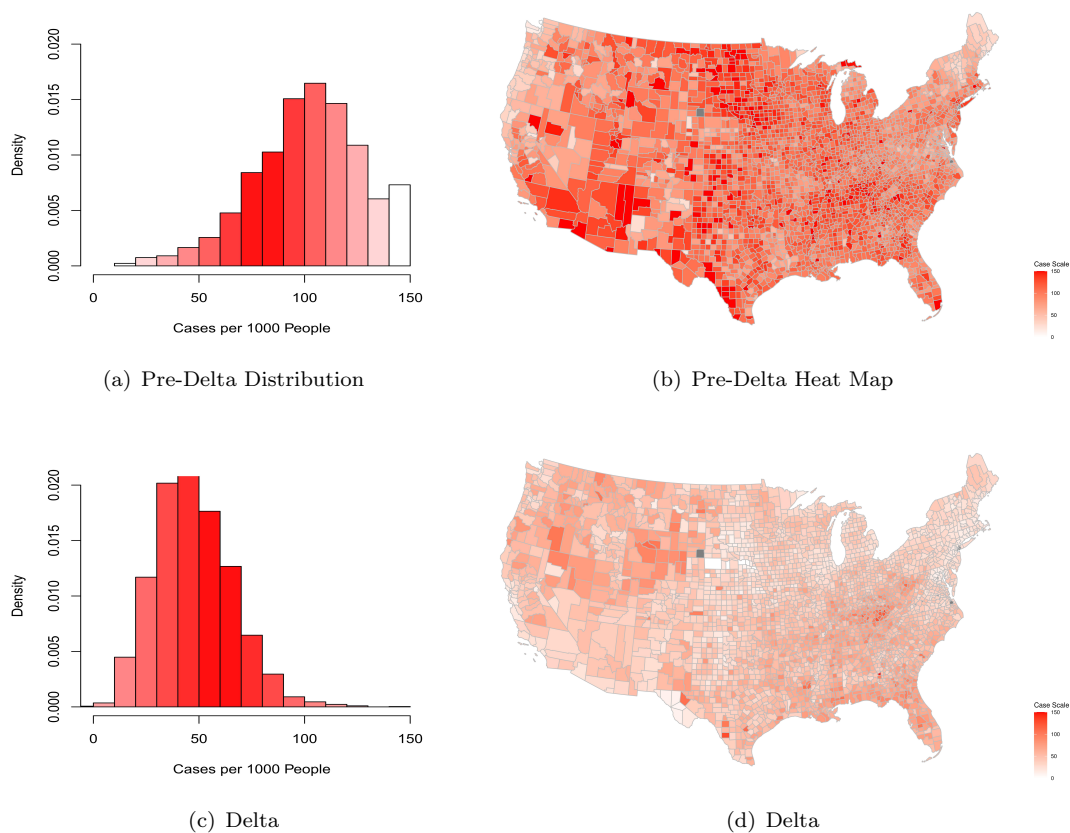 0.020
0.015
0.010
0.005
0.000
Density
0
50
100
150
Cases per 1000 People
Case Scale
150
100
50
0
(a) Pre-Delta Distribution
(b) Pre-Delta Heat Map
0.020
0.015
0.010
0.005
0.000
Density
0
50
100
150
Cases per 1000 People
Case Scale
150
100
50
0
(c) Delta
(d) Delta